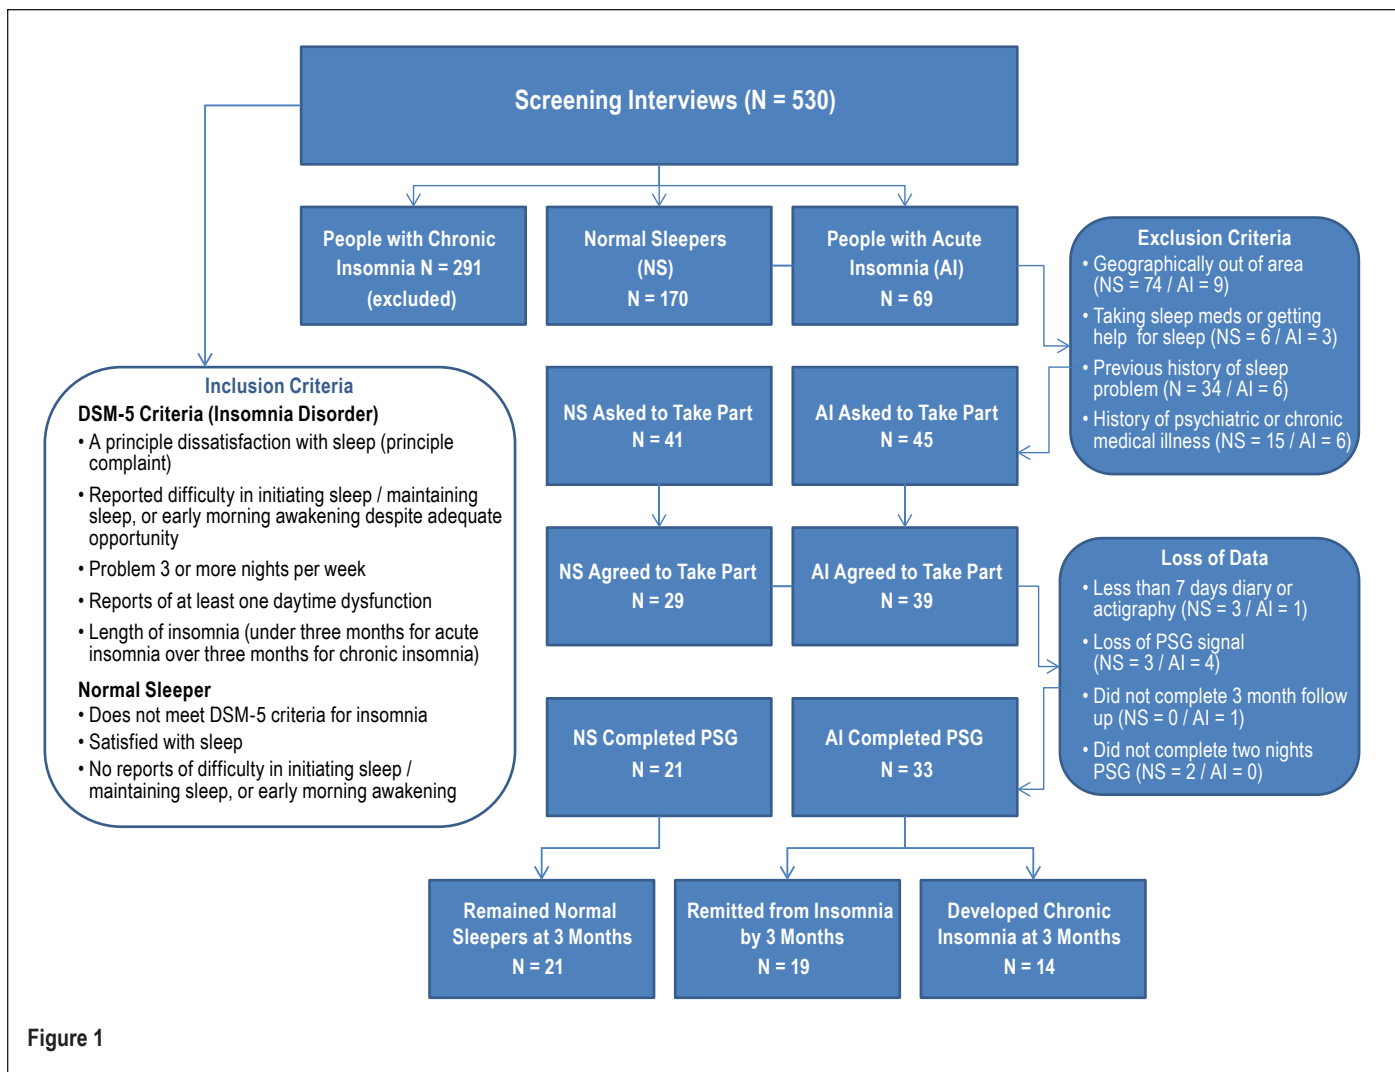 Screening Interviews (N = 530)
People with Chronic
Insomnia N = 291
(excluded)
Normal Sleepers
(NS)
N = 170
People with Acute
Insomnia (AI)
N = 69
Exclusion Criteria
• Geographically out of area
(NS = 74 / AI = 9)
• Taking sleep meds or getting
help for sleep (NS = 6 / AI = 3)
• Previous history of sleep
problem (N = 34 / AI = 6)
• History of psychiatric or chronic
medical illness (NS = 15 / AI = 6)
Inclusion Criteria
DSM-5 Criteria (Insomnia Disorder)
• A principle dissatisfaction with sleep (principle
complaint)
• Reported difficulty in initiating sleep / maintaining
sleep, or early morning awakening despite adequate
opportunity
• Problem 3 or more nights per week
• Reports of at least one daytime dysfunction
• Length of insomnia (under three months for acute
insomnia over three months for chronic insomnia)
Normal Sleeper
• Does not meet DSM-5 criteria for insomnia
• Satisfied with sleep
• No reports of difficulty in initiating sleep /
maintaining sleep, or early morning awakening
NS Asked to Take Part
N = 41
AI Asked to Take Part
N = 45
NS Agreed to Take Part
N = 29
AI Agreed to Take Part
N = 39
Loss of Data
• Less than 7 days diary or
actigraphy (NS = 3 / AI = 1)
• Loss of PSG signal
(NS = 3 / AI = 4)
• Did not complete 3 month follow
up (NS = 0 / AI = 1)
• Did not complete two nights
PSG (NS = 2 / AI = 0)
NS Completed PSG
N = 21
AI Completed PSG
N = 33
Remained Normal
Sleepers at 3 Months
N = 21
Remitted from Insomnia
by 3 Months
N = 19
Developed Chronic
Insomnia at 3 Months
N = 14
Figure 1